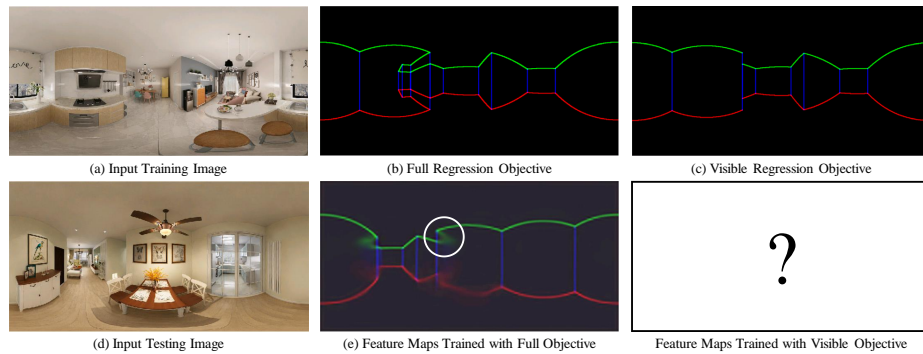 (a) Input Training Image
(b) Full Regression Objective
(c) Visible Regression Objective
?
(d) Input Testing Image
(e) Feature Maps Trained with Full Objective
Feature Maps Trained with Visible Objective